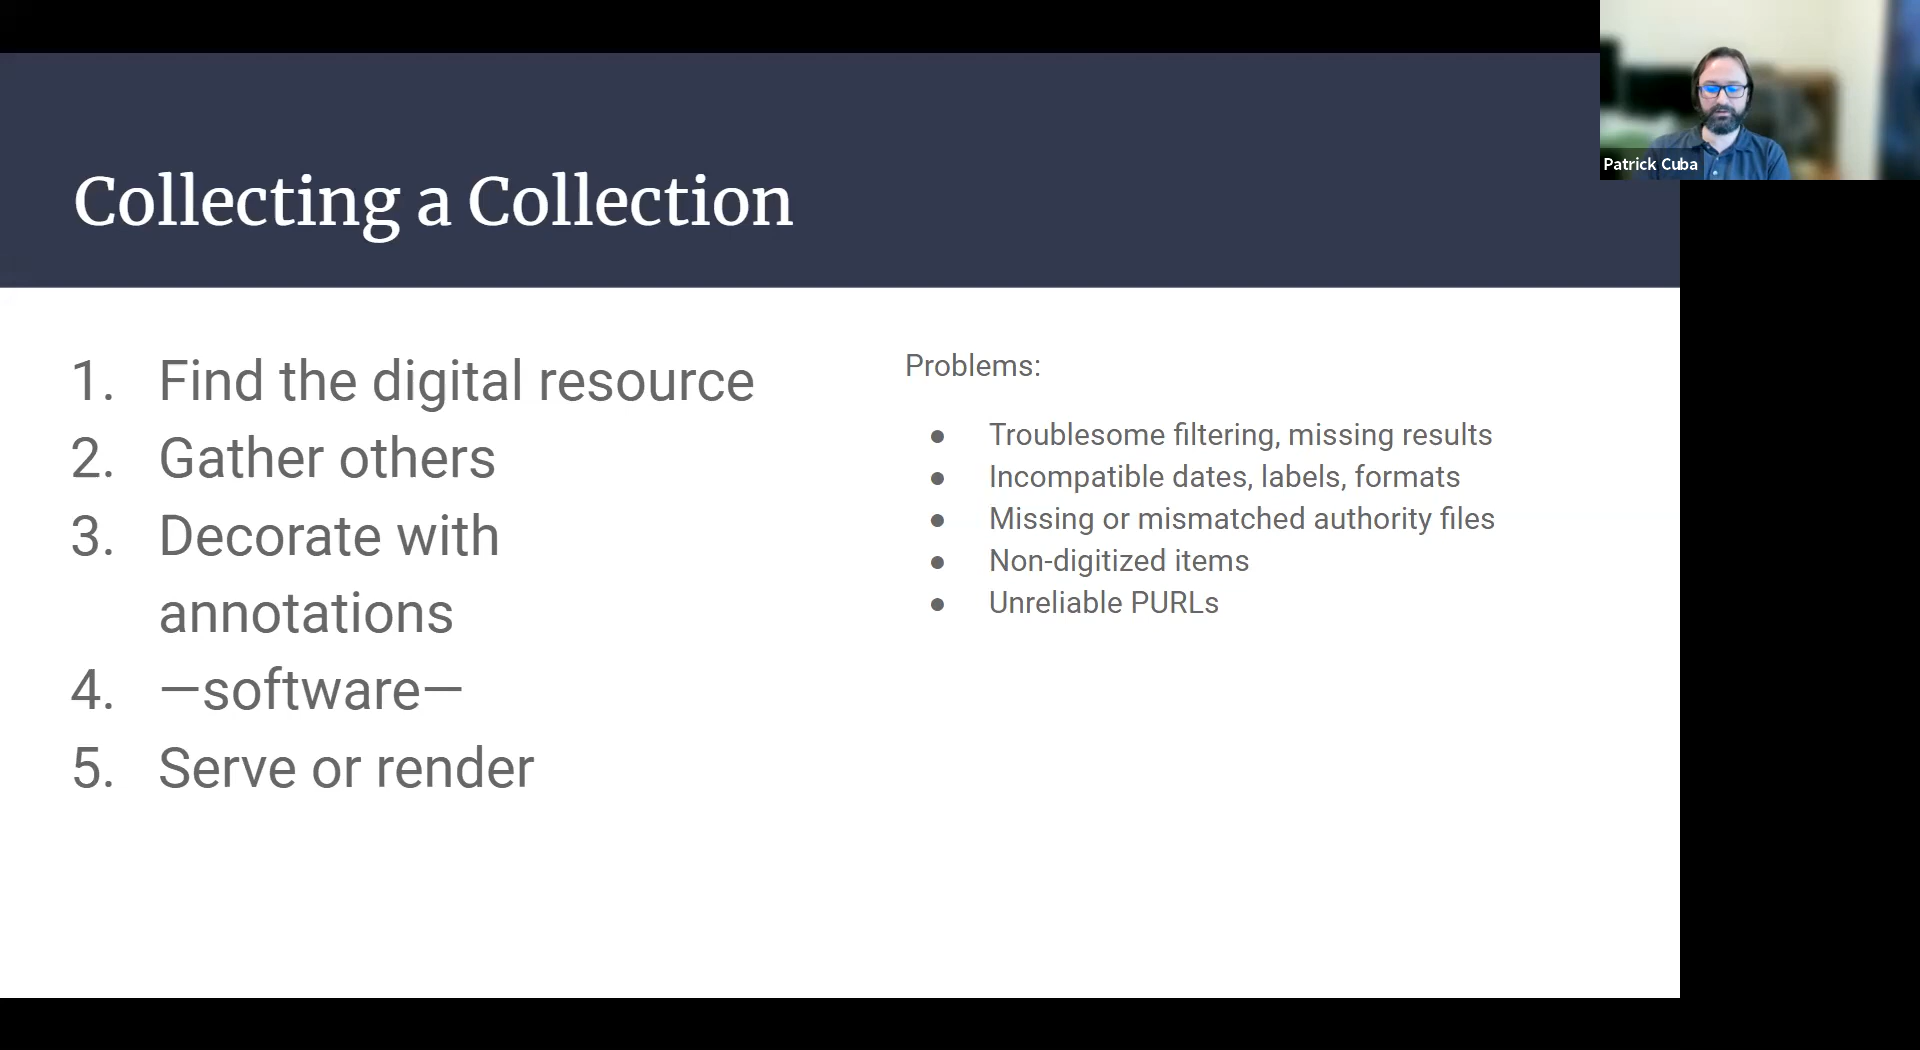 Collecting a Collection
1. Find the digital resource
2. Gather others
3. Decorate with
annotations
4. —software—
5. Serve or render
Problems:
● Troublesome filtering, missing results
● Incompatible dates, labels, formats
● Missing or mismatched authority files
● Non-digitized items
● Unreliable PURLs
Patrick Cuba